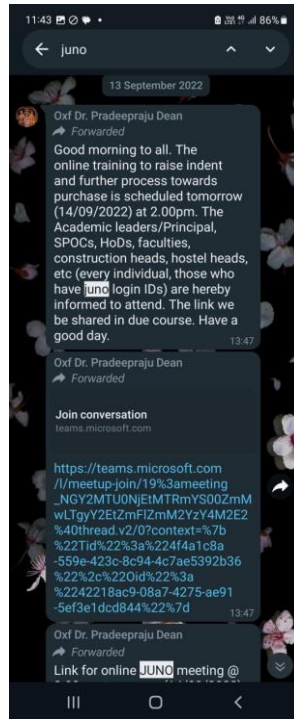 11:43
86%
juno
13 September 2022
Oxf Dr. Pradeepraju Dean
Forwarded
Good morning to all. The
online training to raise indent
and further process towards
purchase is scheduled tomorrow
(14/09/2022) at 2.00pm. The
Academic leaders/Principal,
SPOCs, HoDs, faculties,
construction heads, hostel heads,
etc (every individual, those who
have juno login IDs) are hereby
informed to attend. The link we
be shared in due course. Have a
good day.
13:47
Oxf Dr. Pradeepraju Dean
Forwarded
Join conversation
teams.microsoft.com
https://teams.microsoft.com
/l/meetup-join/19%3ameeting
_NGY2MTU0NjEtMTRmYS00ZmM
wLTgyY2EtZmFlZmM2YzY4M2E2
%40thread.v2/0?context=%7b
%22Tid%22%3a%224f4a1c8a
-559e-423c-8c94-4c7ae5392b36
%22%2c%22Oid%22%3a
%2242218ac9-08a7-4275-ae91
-5ef3e1dcd844%22%7d
13:47
Oxf Dr. Pradeepraju Dean
Forwarded
Link for online JUNO meeting @